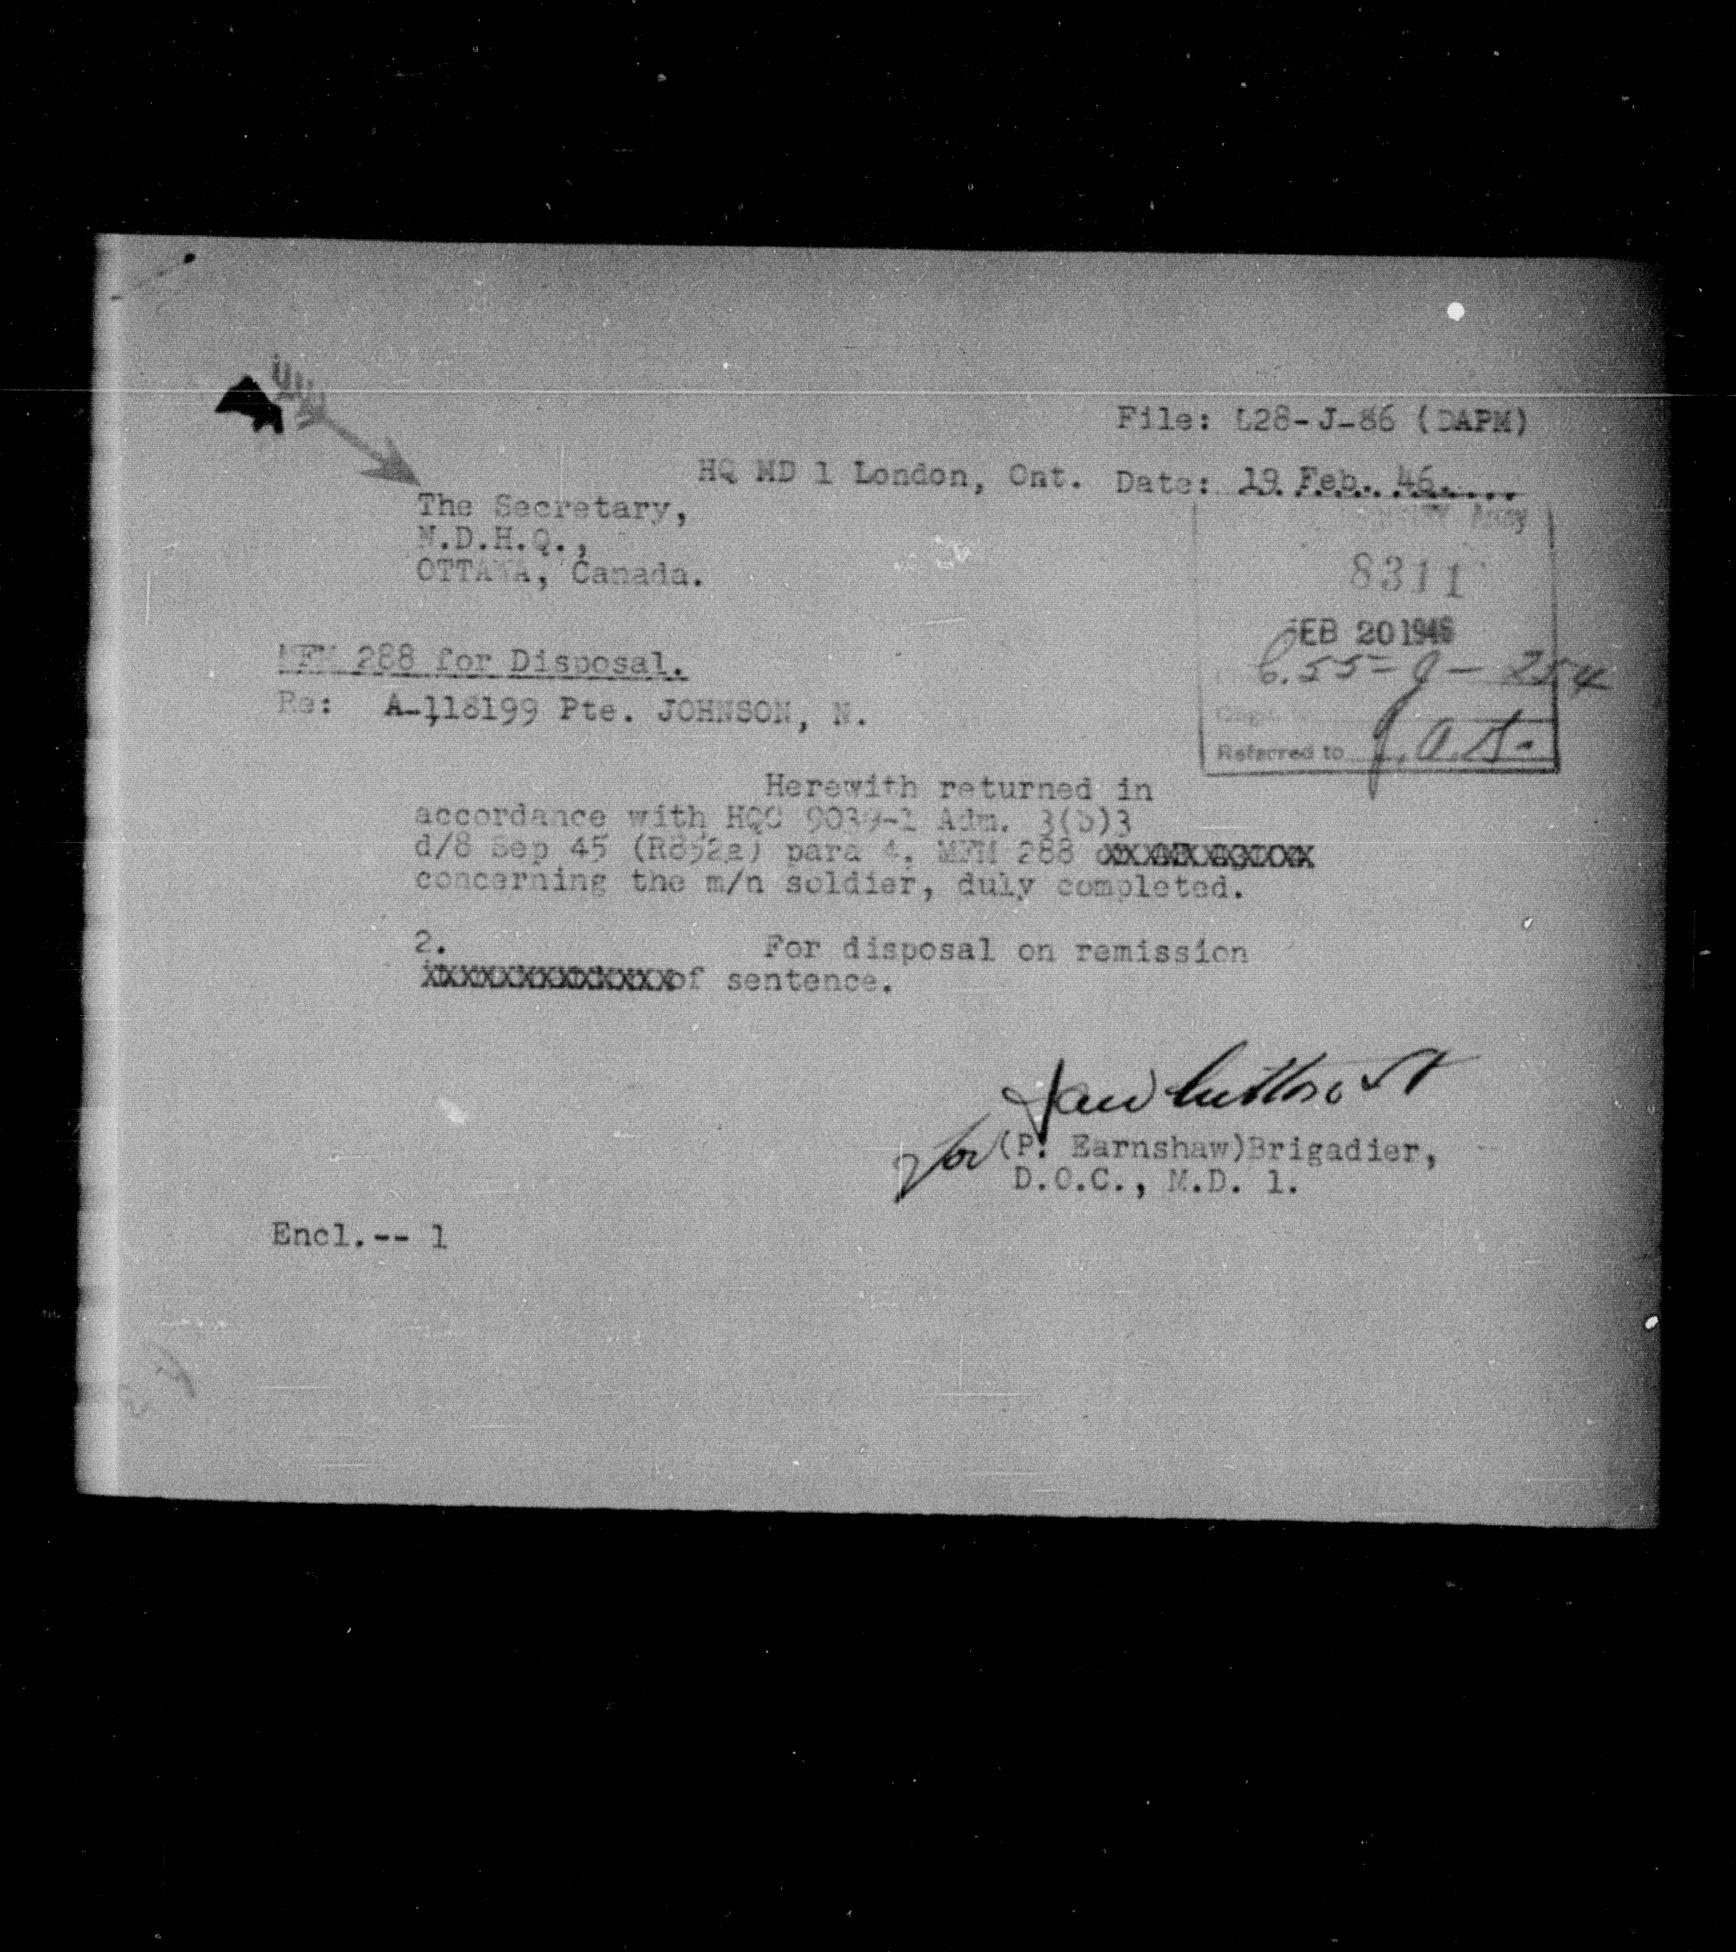 File: L28-J-86 (DAPM)
HQ MD 1 London, Ont. Date: 19 Feb. 46.
The Secretary,
N.D.H.Q.,
OTTAWA, Canada.
Army
8311
FEB 20 1946
MFM 288 for Disposal.
Re: A-118199 Pte. JOHNSON, N.
Referred to J.A.G.
Herewith returned in
accordance with HQC 9039-1 Adm. 3(b)3
d/8 Sep 45 (R852a) para 4. MFM 288
concerning the m/n soldier, duly completed.
2. For disposal on remission
of sentence.
for (P. Earnshaw)Brigadier,
D.O.C., M.D. 1.
Encl.-- 1